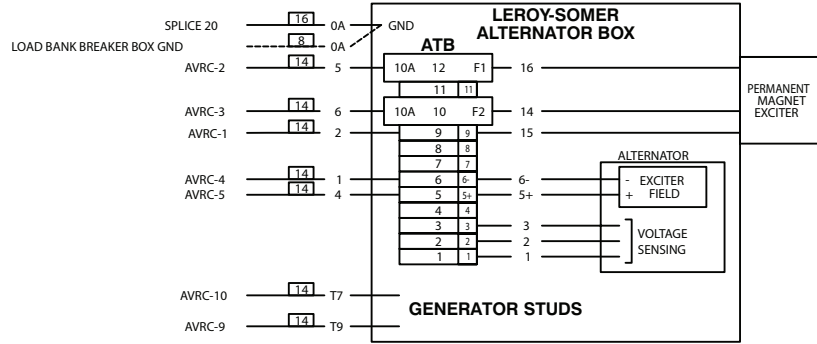 LEROY-SOMER
ALTERNATOR BOX
SPLICE 20 16 0A GND
LOAD BANK BREAKER BOX GND 8 0A
ATB
AVRC-2 14 5 10A 12 F1 16
11 11
PERMANENT
MAGNET
EXCITER
AVRC-3 14 6 10A 10 F2 14
AVRC-1 14 2 9 9 15
8 8
7 7
ALTERNATOR
AVRC-4 14 1 6 6- 6- - EXCITER
AVRC-5 14 4 5 5+ 5+ + FIELD
4 4
3 3 3
2 2 2
1 1 1
VOLTAGE
SENSING
AVRC-10 14 T7
GENERATOR STUDS
AVRC-9 14 T9